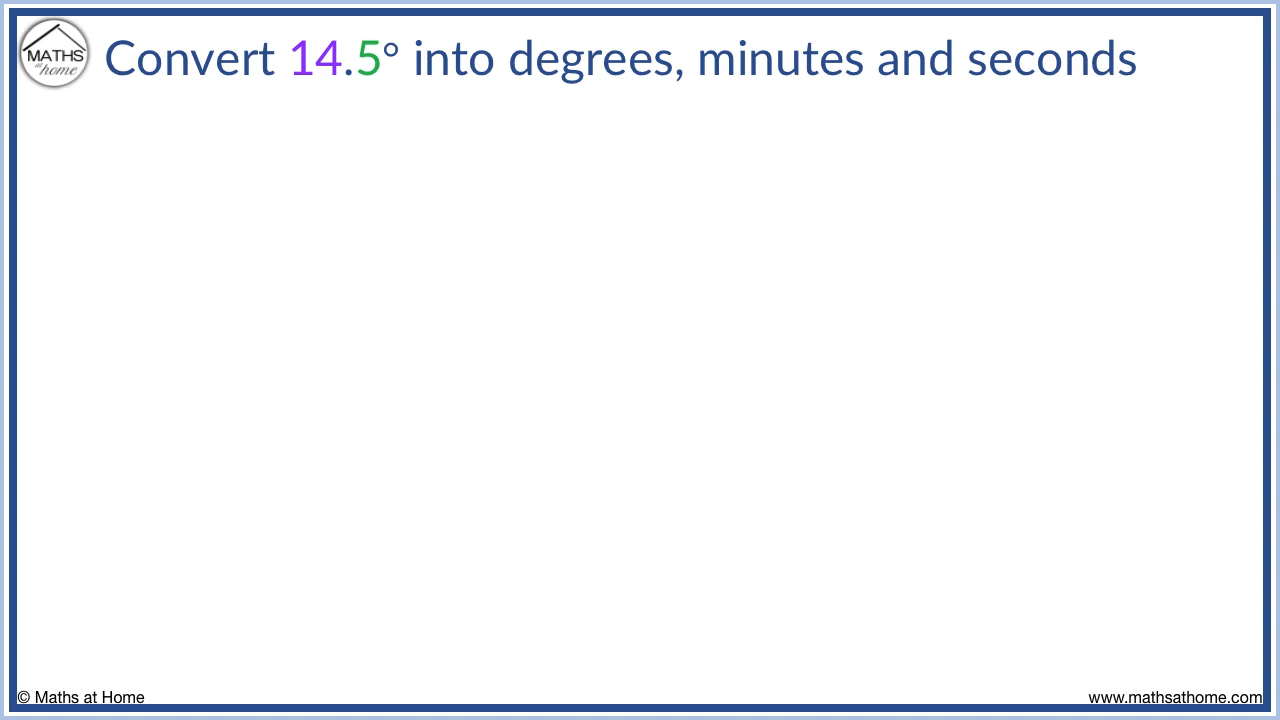 MATHS
at
home
Convert 14.5° into degrees, minutes and seconds
© Maths at Home
www.mathsathome.com